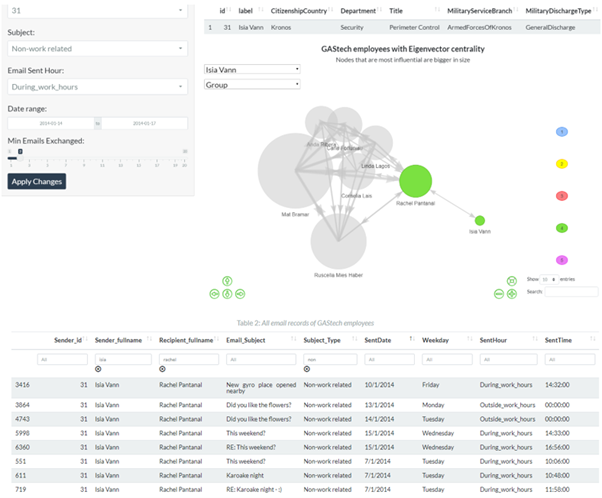 31
Subject:
Non-work related
Email Sent Hour:
During_work_hours
Date range:
to
Min Emails Exchanged:
Apply Changes
id label CitizenshipCountry Department Title MilitaryServiceBranch MilitaryDischargeType
1 31 Isia Vann Kronos Security Perimeter Control ArmedForcesOfKronos GeneralDischarge
GAStech employees with Eigenvector centrality
Nodes that are most influential are bigger in size
Isia Vann
Group
Linda Lagos
Cornelia Lais
Rachel Pantanal
Mat Bramar
Isia Vann
Ruscella Mies Haber
1
2
3
4
5
Show 10 entries
Search:
Table 2: All email records of GAStech employees
Sender_id Sender_fullname Recipient_fullname Email_Subject Subject_Type SentDate Weekday SentHour SentTime
All isia rachel All non All All All All
3416 31 Isia Vann Rachel Pantanal New gyro place opened nearby Non-work related 10/1/2014 Friday During_work_hours 14:32:00
3864 31 Isia Vann Rachel Pantanal Did you like the flowers? Non-work related 13/1/2014 Monday Outside_work_hours 00:00:00
4743 31 Isia Vann Rachel Pantanal Did you like the flowers? Non-work related 14/1/2014 Tuesday Outside_work_hours 00:00:00
5998 31 Isia Vann Rachel Pantanal This weekend? Non-work related 15/1/2014 Wednesday During_work_hours 14:33:00
6360 31 Isia Vann Rachel Pantanal RE: This weekend? Non-work related 15/1/2014 Wednesday During_work_hours 16:56:00
551 31 Isia Vann Rachel Pantanal This weekend? Non-work related 7/1/2014 Tuesday During_work_hours 10:06:00
611 31 Isia Vann Rachel Pantanal Karoake night Non-work related 7/1/2014 Tuesday During_work_hours 10:48:00
719 31 Isia Vann Rachel Pantanal RE: Karoake night - :) Non-work related 7/1/2014 Tuesday During_work_hours 11:58:00